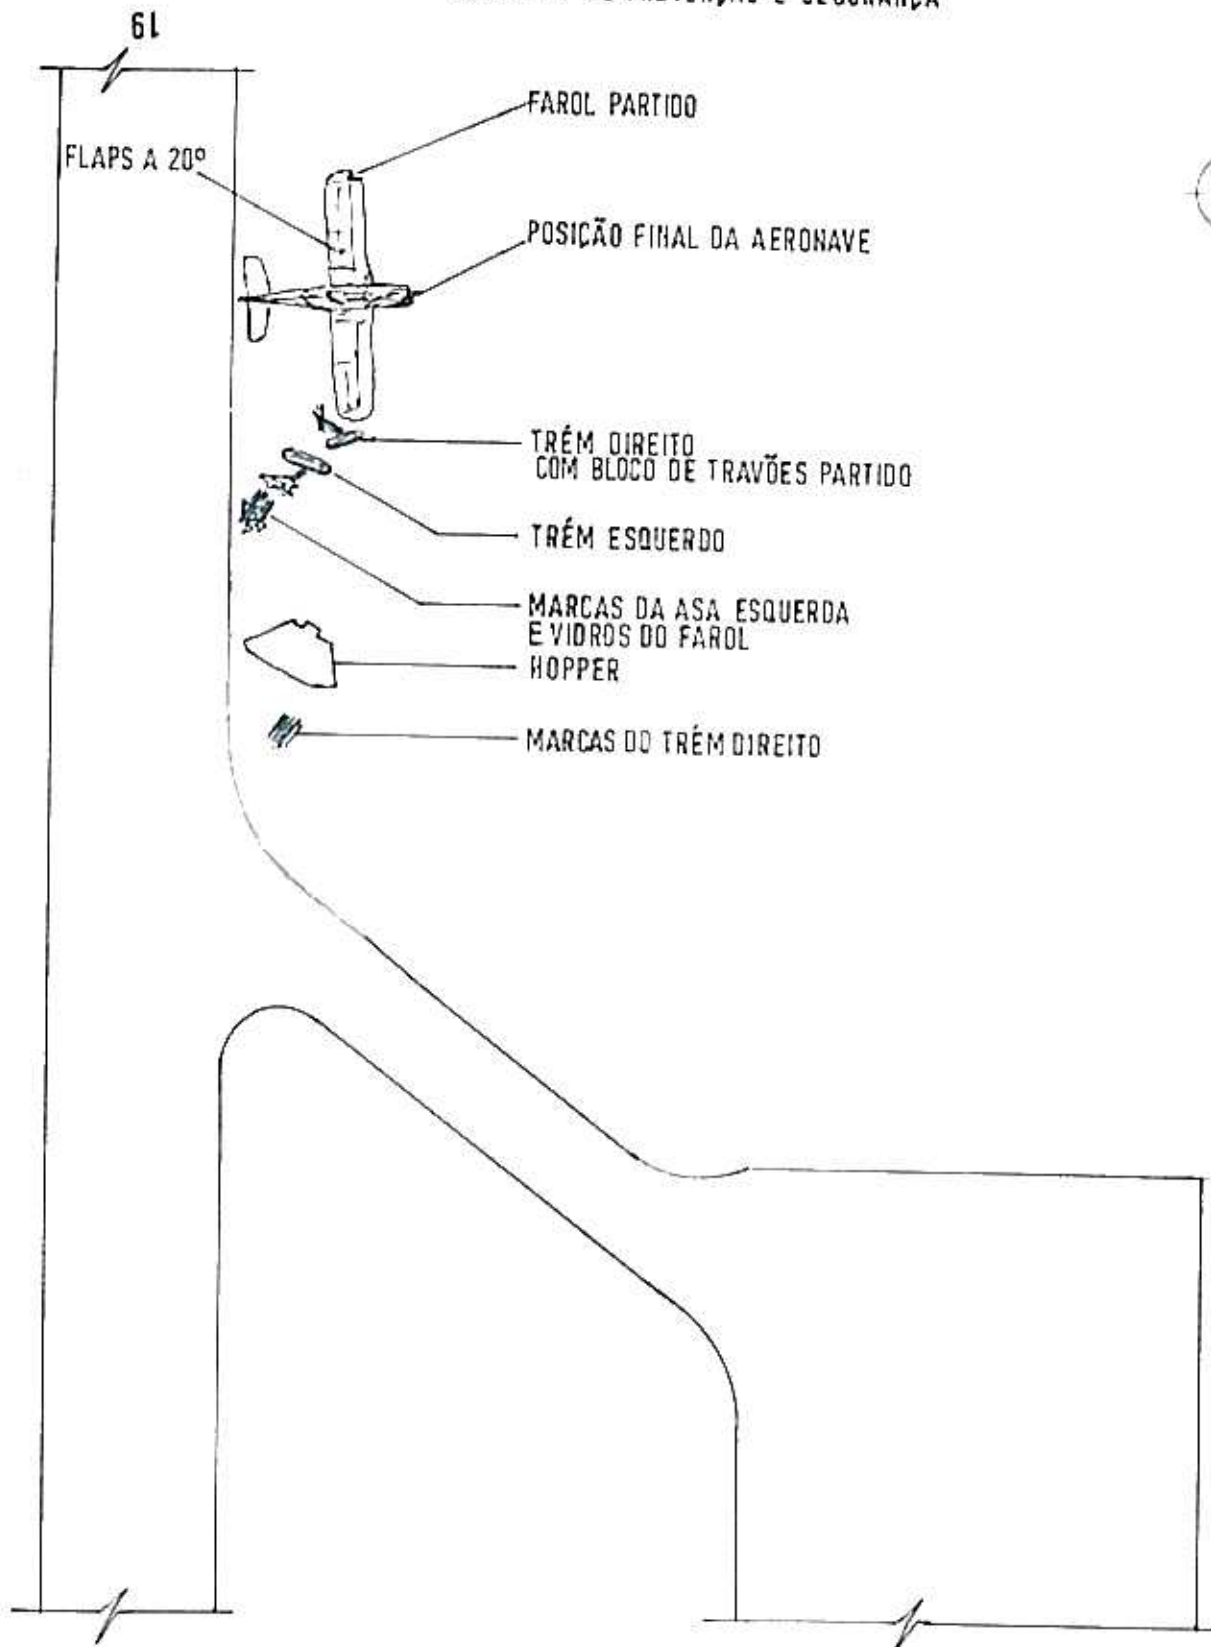 E SEGURANÇA
19
FAROL PARTIDO
FLAPS A 20º
POSIÇÃO FINAL DA AERONAVE
TRÉM DIREITO
COM BLOCO DE TRAVÕES PARTIDO
TRÉM ESQUERDO
MARCAS DA ASA ESQUERDA
E VIDROS DO FAROL
HOPPER
MARCAS DO TRÉM DIREITO